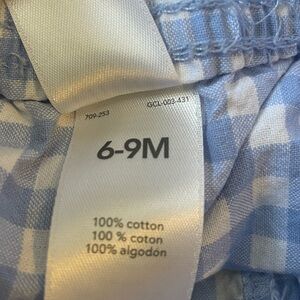 709-253 GCL-003-431
6-9M
100% cotton
100 % coton
100% algodón